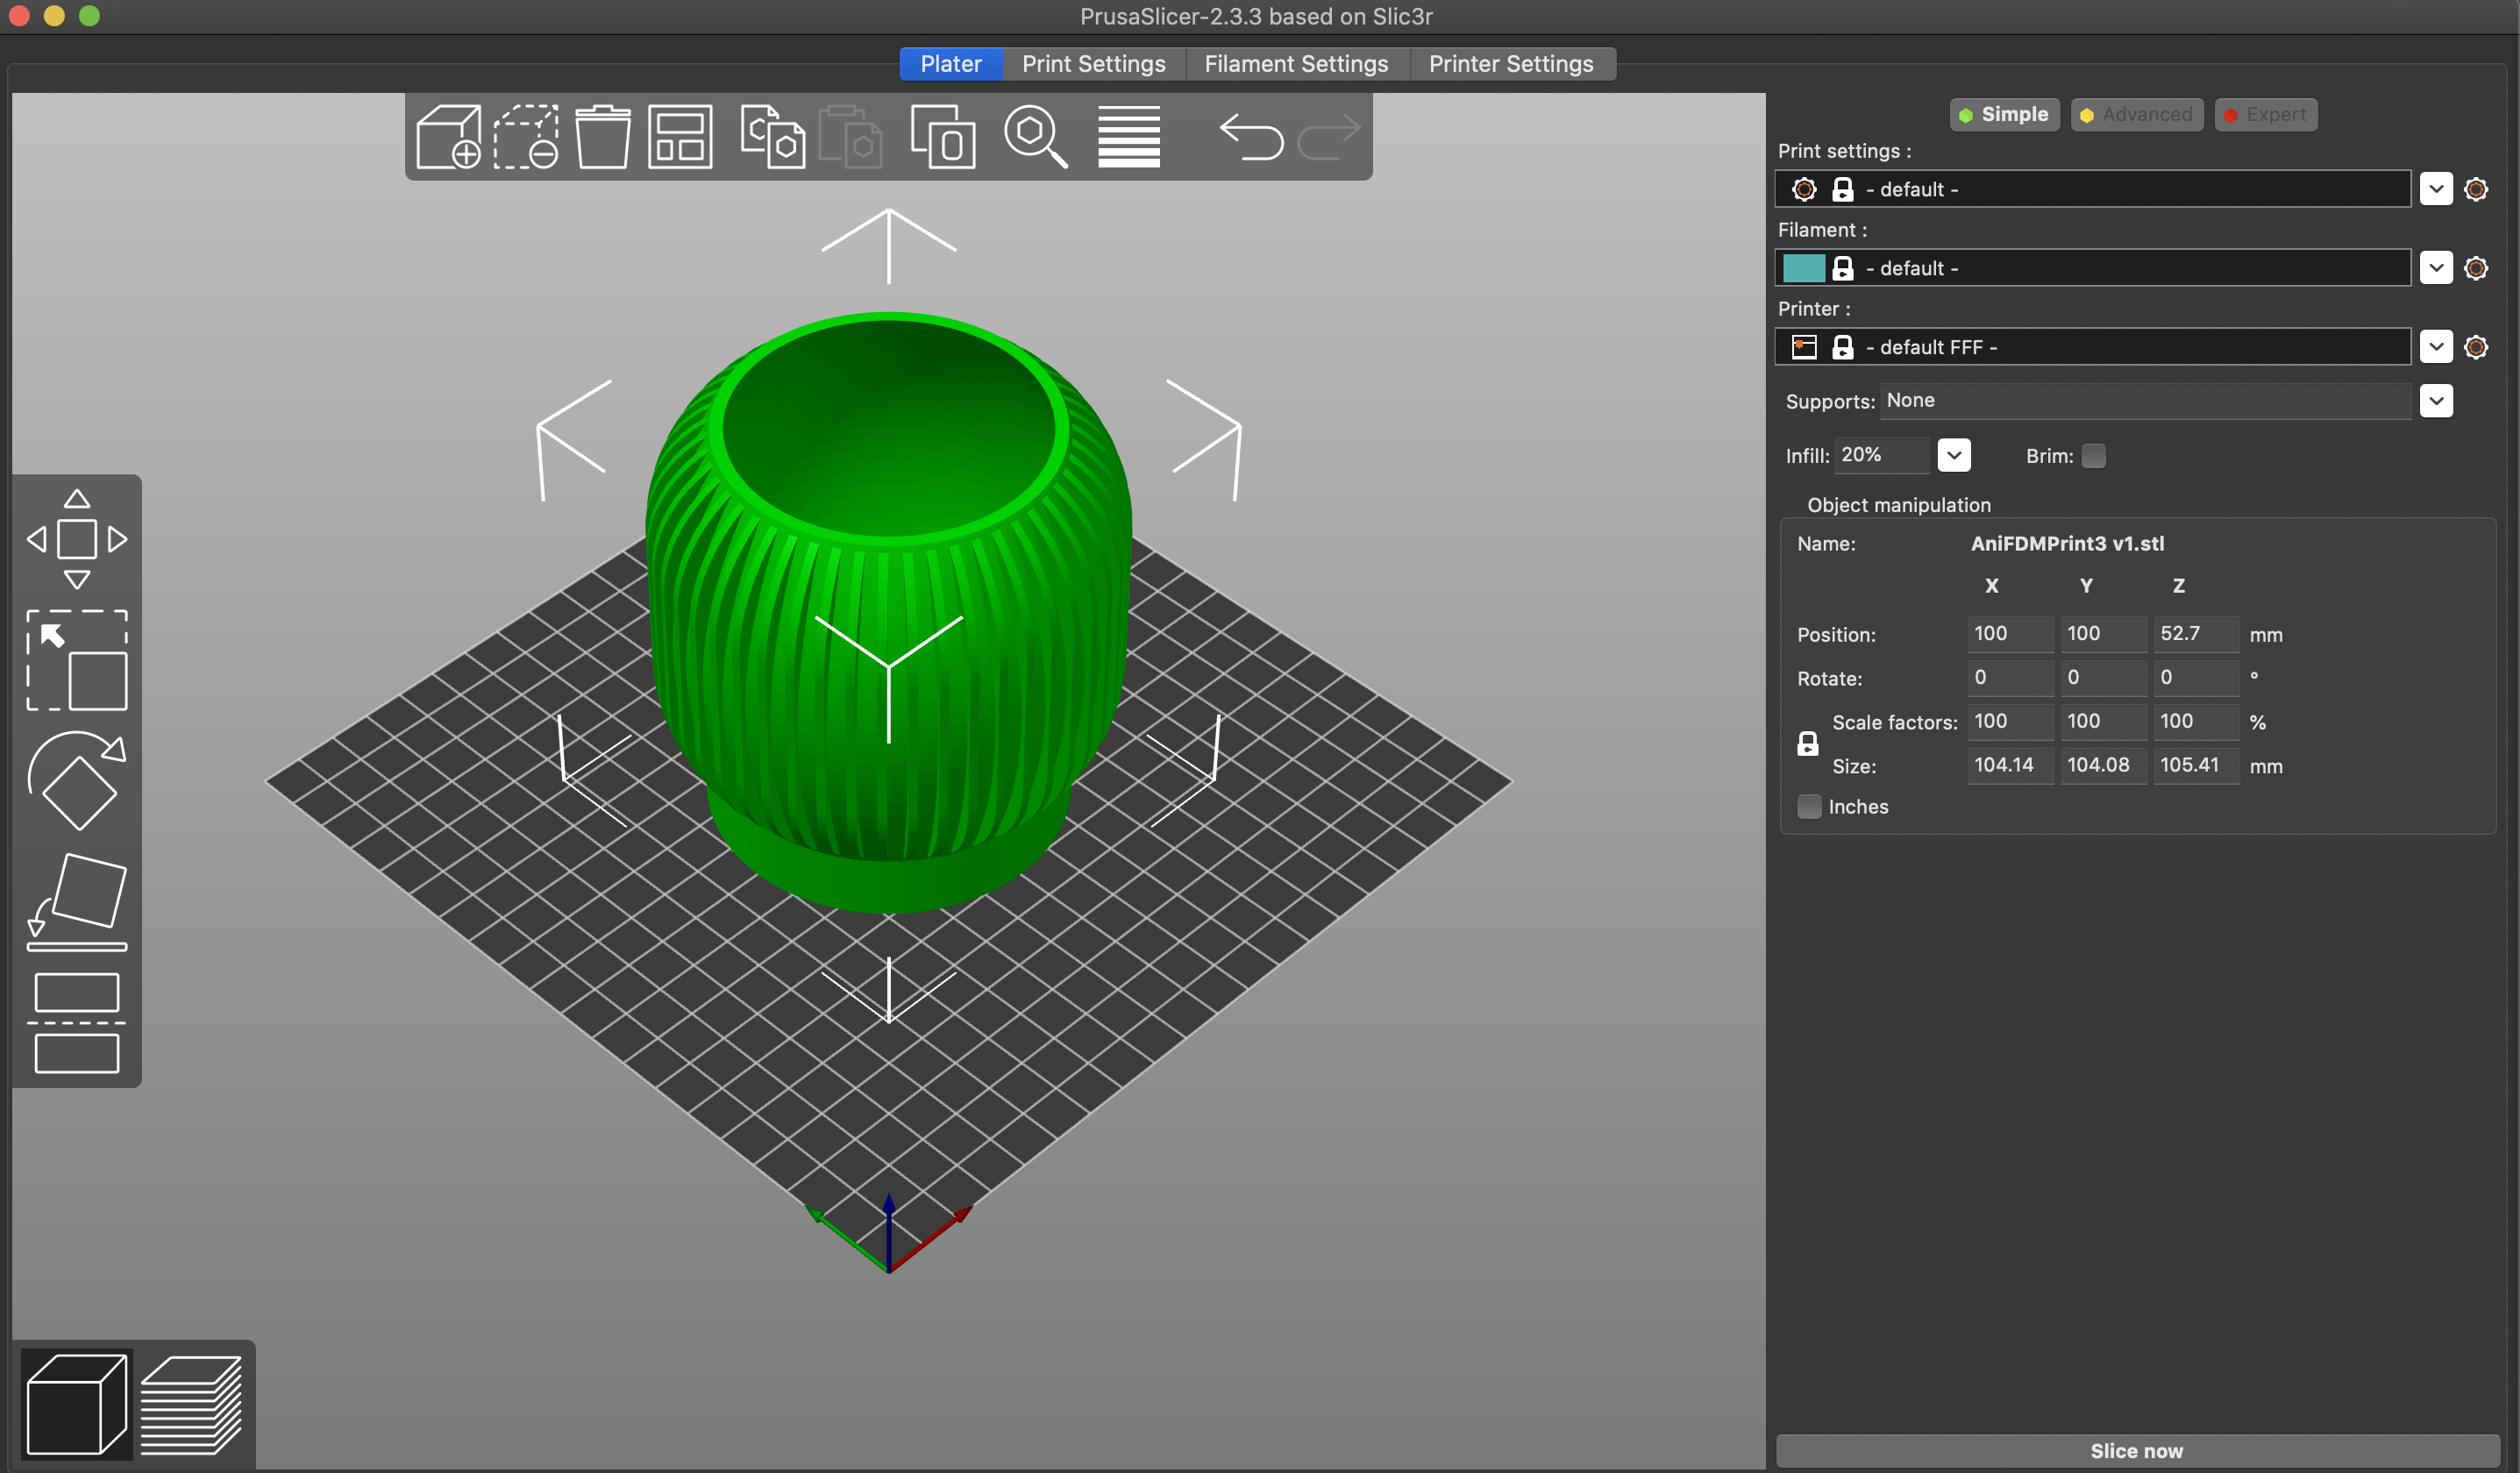 PrusaSlicer-2.3.3 based on Slic3r
Plater Print Settings Filament Settings Printer Settings
Simple Advanced Expert
Print settings :
- default -
Filament :
- default -
Printer :
- default FFF -
Supports: None
Infill: 20% Brim:
Object manipulation
Name: AniFDMPrint3 v1.stl
X Y Z
Position: 100 100 52.7 mm
Rotate: 0 0 0 °
Scale factors: 100 100 100 %
Size: 104.14 104.08 105.41 mm
Inches
Slice now